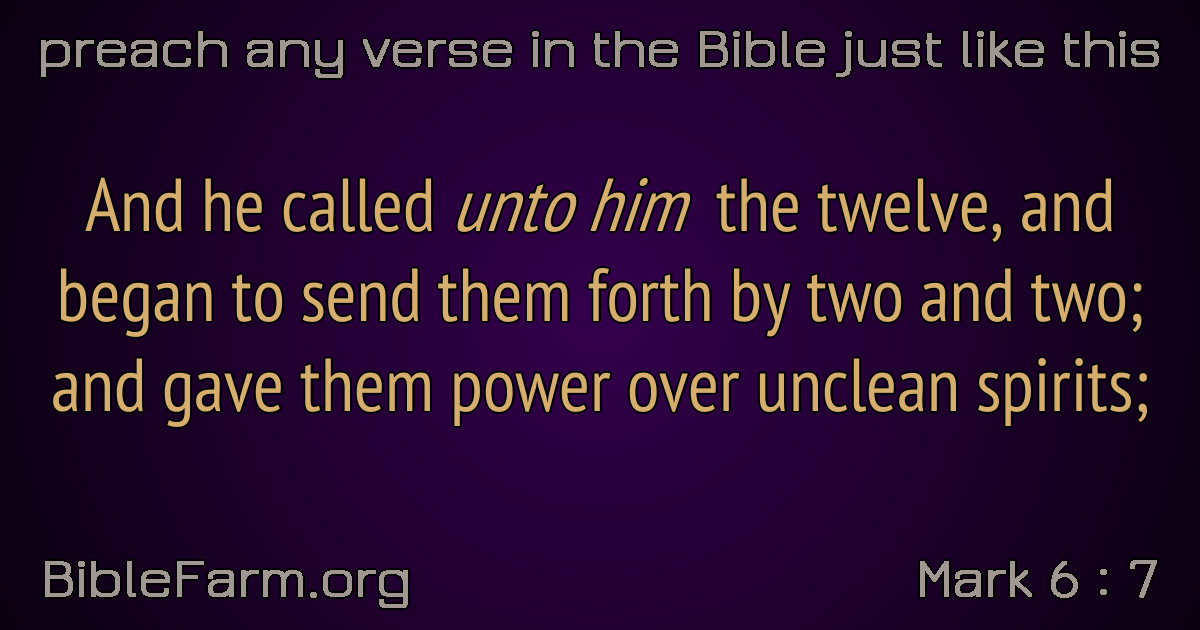 preach any verse in the Bible just like this
And he called unto him the twelve, and
began to send them forth by two and two;
and gave them power over unclean spirits;
BibleFarm.org
Mark 6 : 7